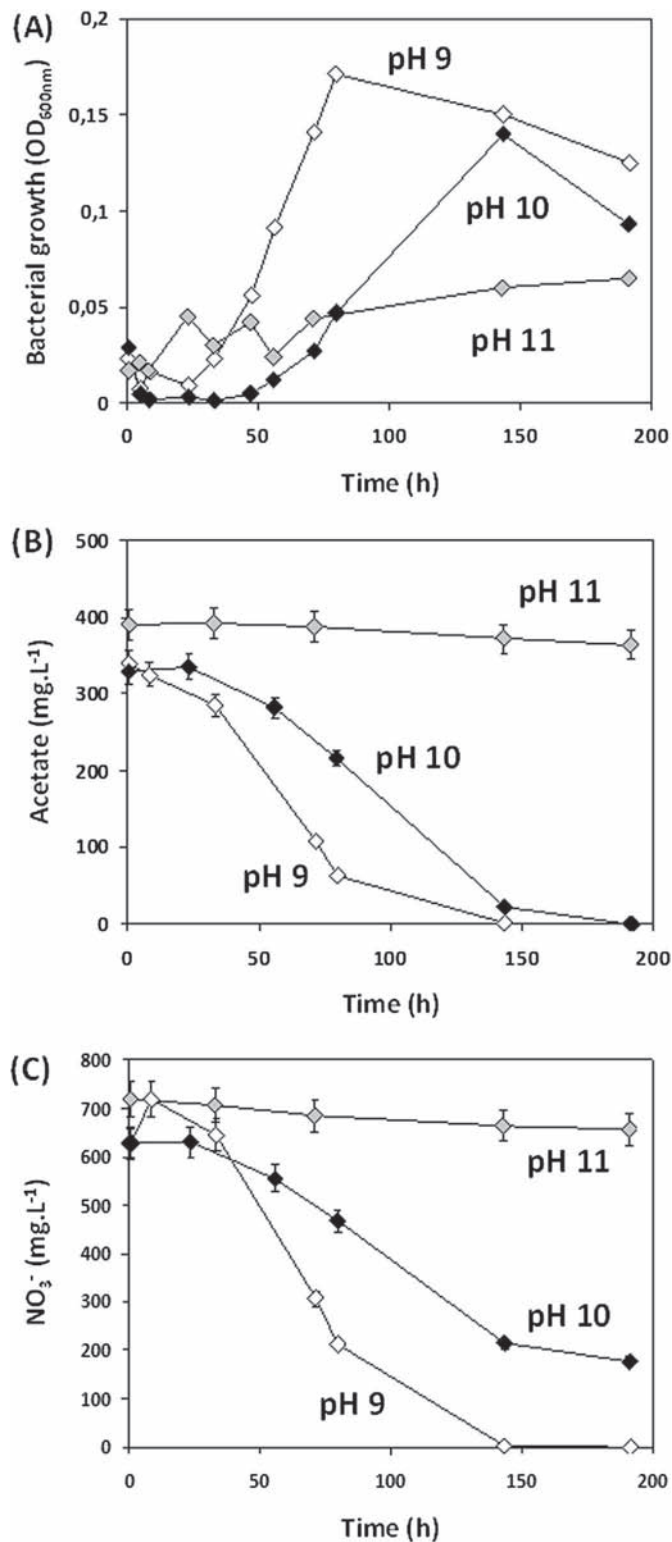 (A)
0,2
pH 9
0,15
pH 10
0,1
0,05
pH 11
0
0 50 100 150 200
Bacterial growth (OD600nm)
Time (h)
(B)
500
pH 11
400
300
pH 10
200
100
pH 9
0
0 50 100 150 200
Acetate (mg.L-1)
Time (h)
(C)
800
700
600
pH 11
500
400
300
pH 10
200
100
pH 9
0
0 50 100 150 200
NO3- (mg.L-1)
Time (h)